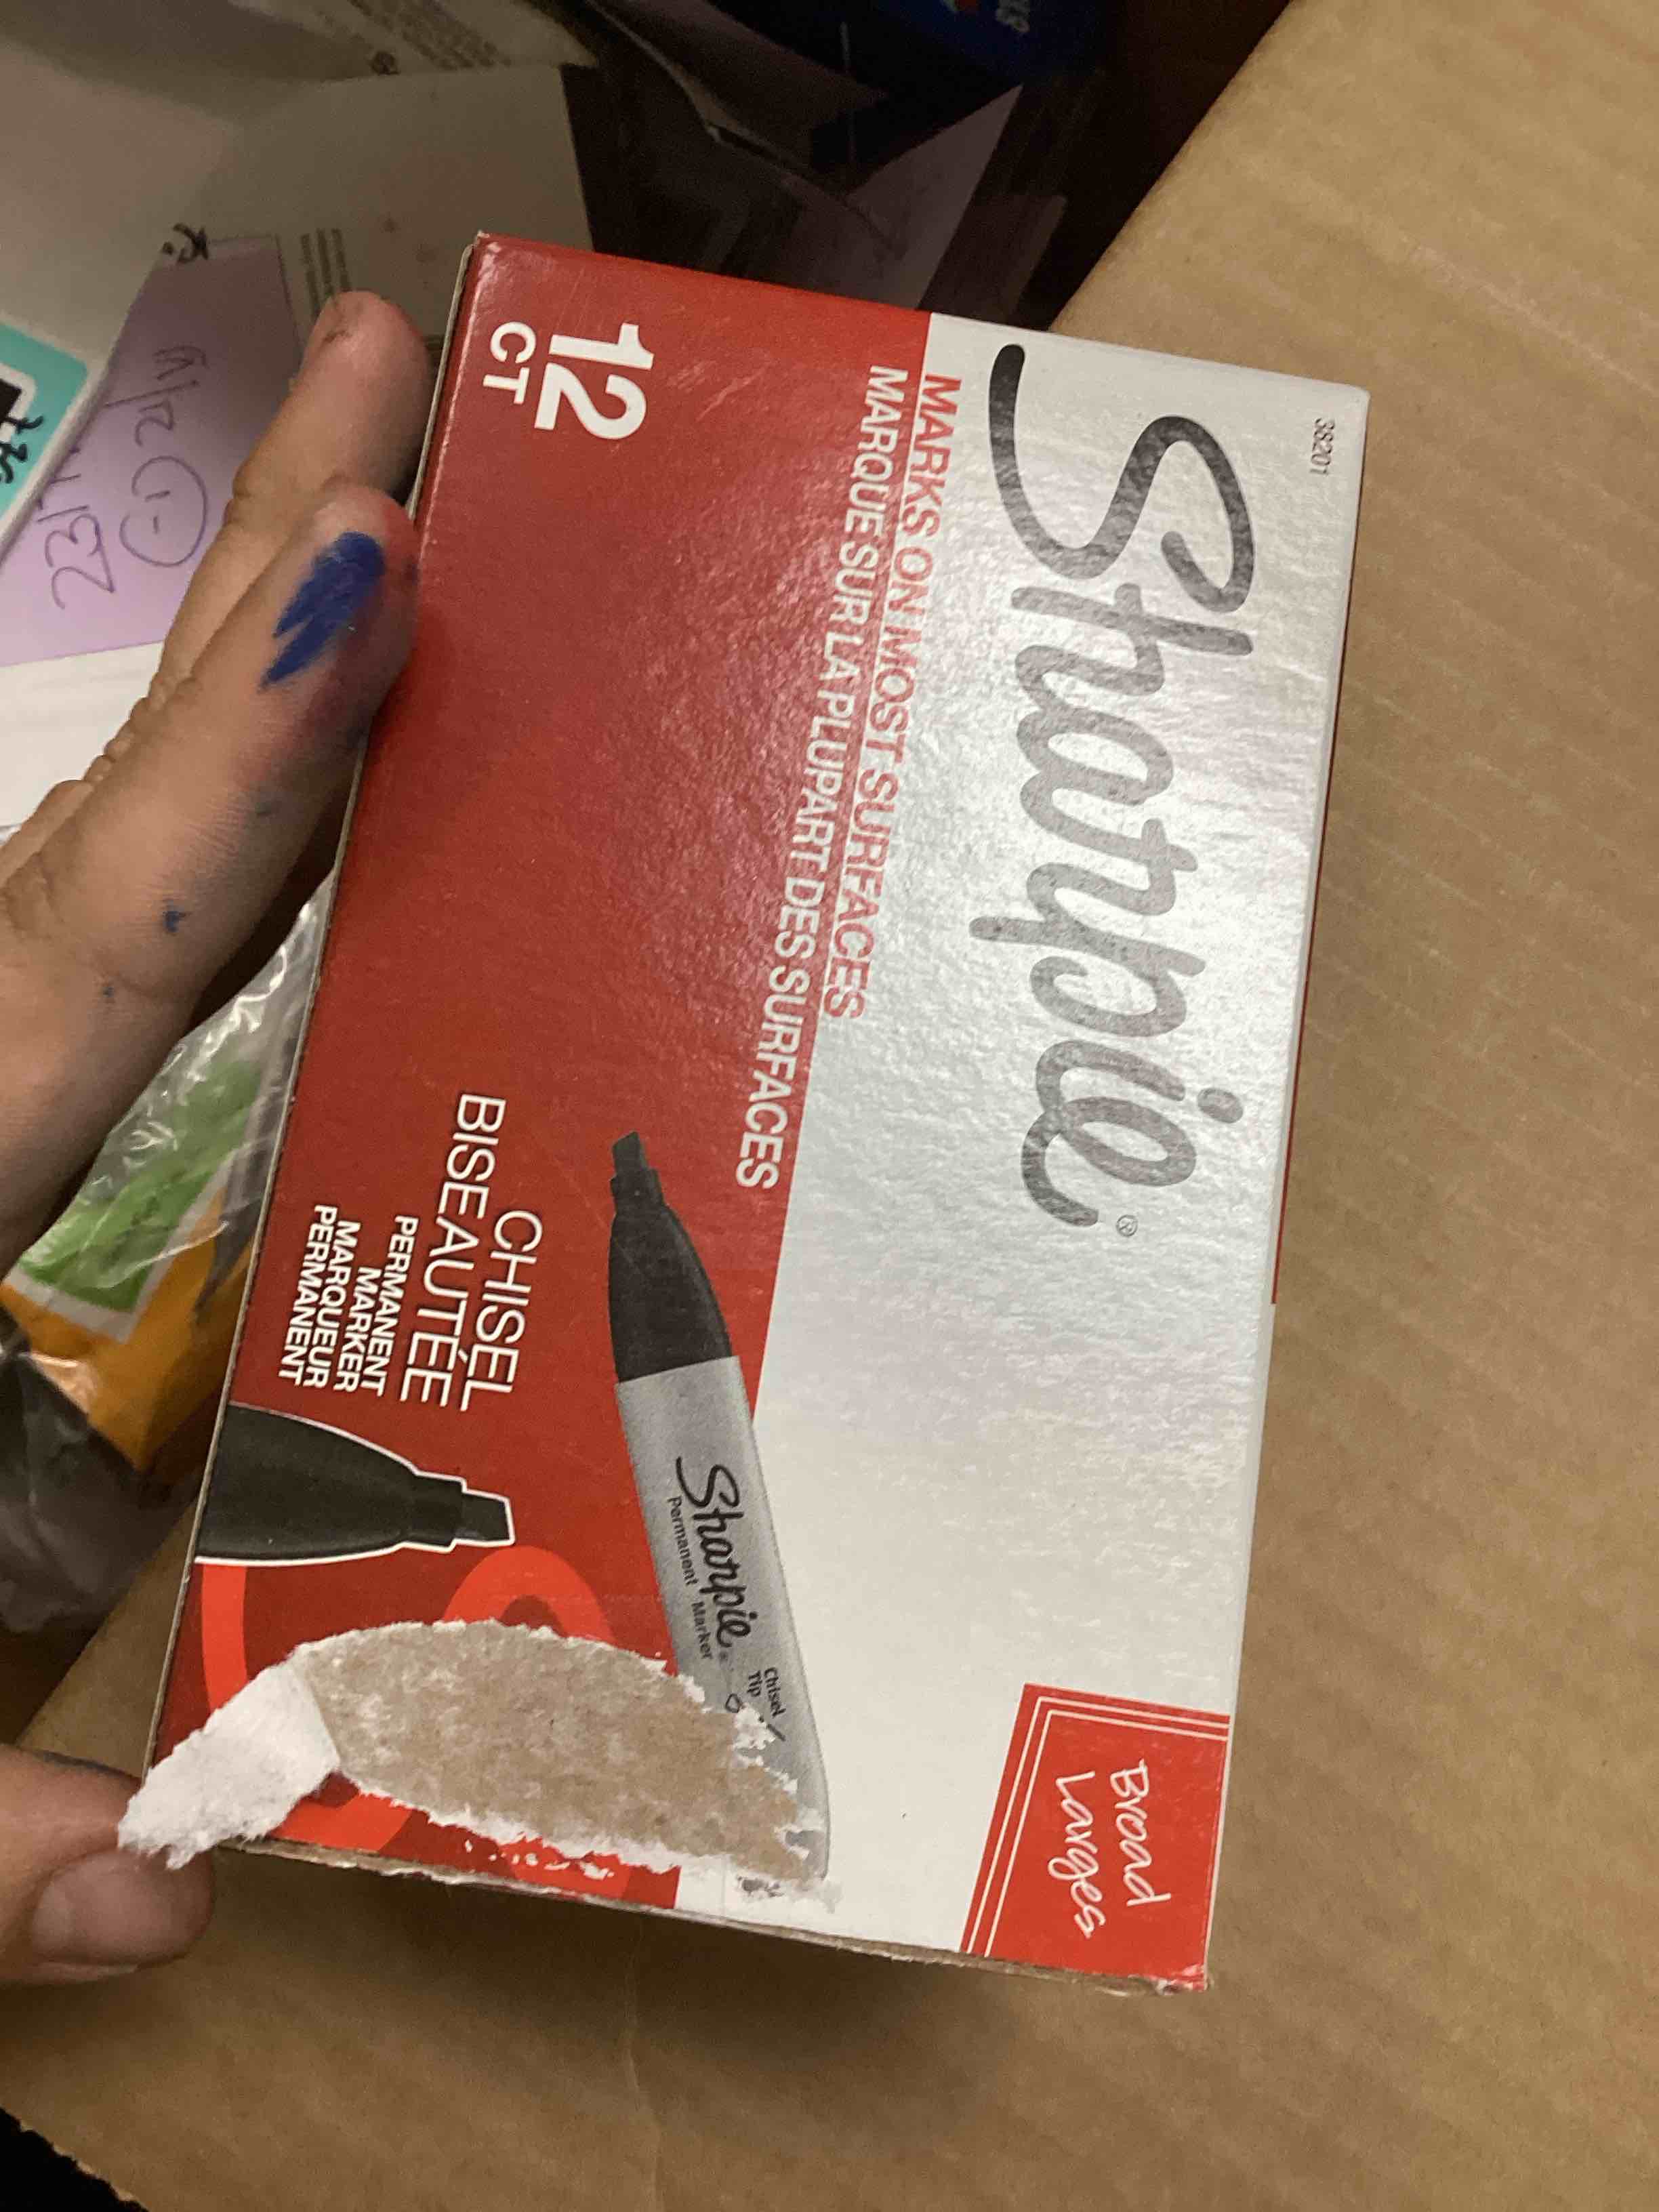 38201
Sharpie®
MARKS ON MOST SURFACES
MARQUE SUR LA PLUPART DES SURFACES
12
CT
CHISEL
BISEAUTÉE
PERMANENT
MARKER
MARQUEUR
PERMANENT
Sharpie
Permanent Marker
Chisel
Tip
Broad
Larges